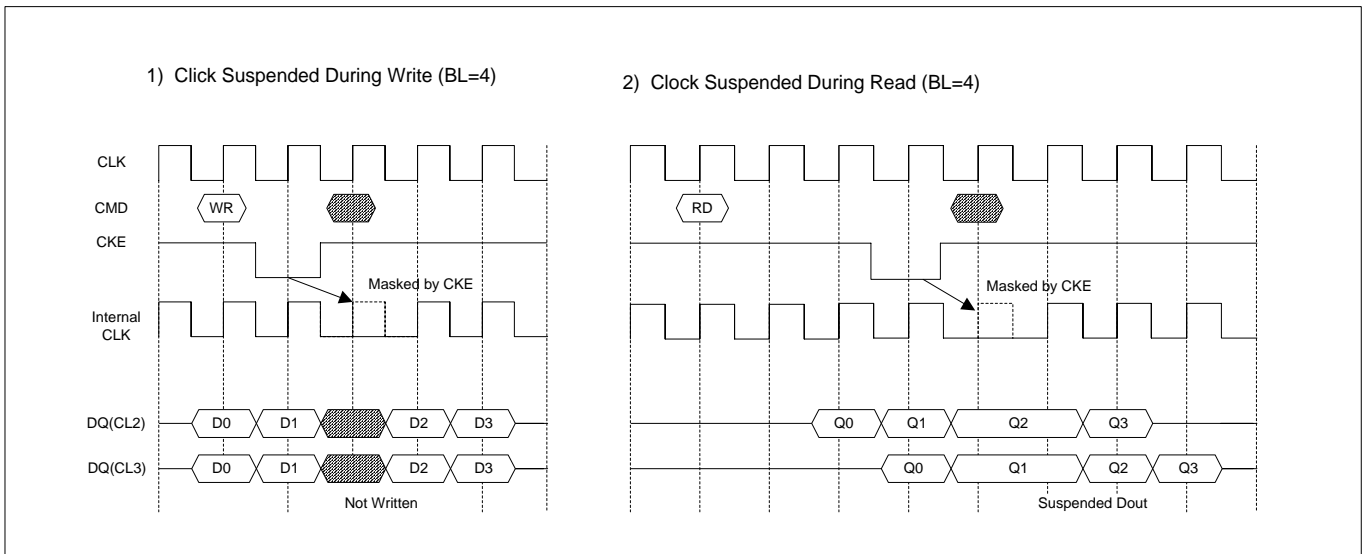 1) Click Suspended During Write (BL=4)
2) Clock Suspended During Read (BL=4)
CLK
CMD
WR
RD
CKE
Masked by CKE
Masked by CKE
Internal
CLK
DQ(CL2)
D0 D1 D2 D3
Q0 Q1 Q2 Q3
DQ(CL3)
D0 D1 D2 D3
Q0 Q1 Q2 Q3
Not Written
Suspended Dout